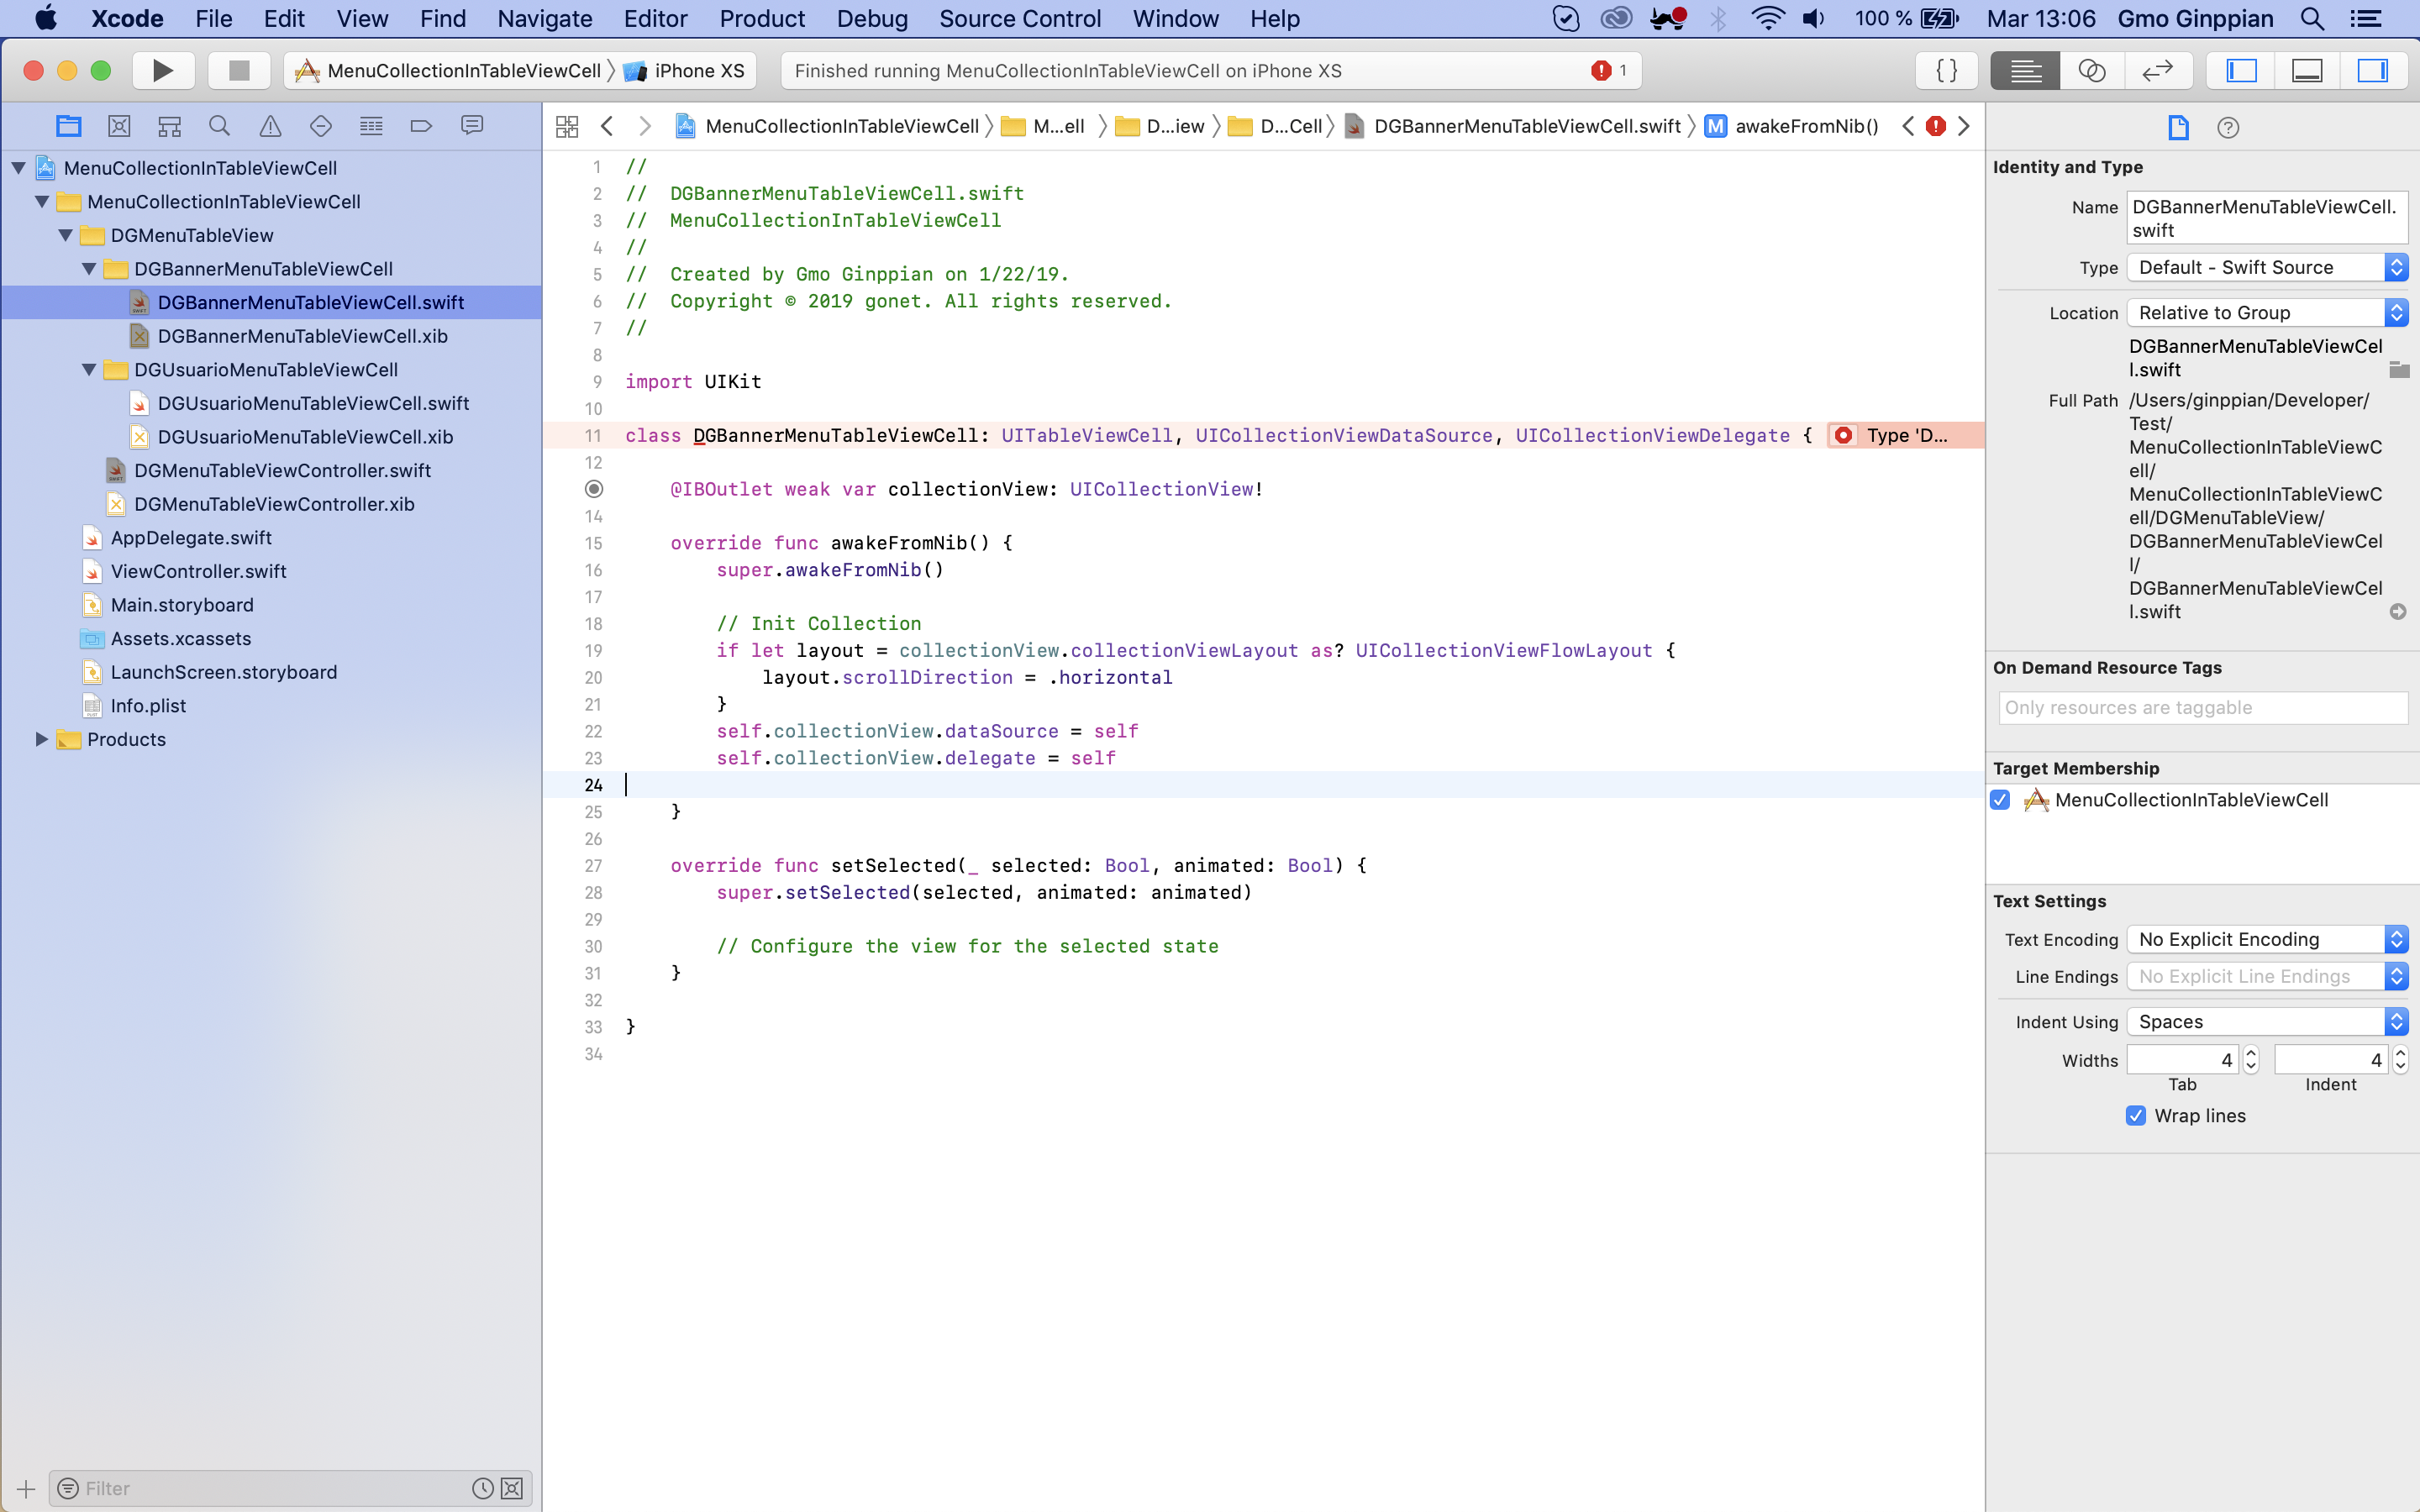 Xcode File Edit View Find Navigate Editor Product Debug Source Control Window Help 100 % Mar 13:06 Gmo Ginppian
MenuCollectionInTableViewCell iPhone XS Finished running MenuCollectionInTableViewCell on iPhone XS 1 { }
MenuCollectionInTableViewCell M...ell D...iew D...Cell DGBannerMenuTableViewCell.swift M awakeFromNib()
MenuCollectionInTableViewCell
MenuCollectionInTableViewCell
DGMenuTableView
DGBannerMenuTableViewCell
DGBannerMenuTableViewCell.swift
DGBannerMenuTableViewCell.xib
DGUsuarioMenuTableViewCell
DGUsuarioMenuTableViewCell.swift
DGUsuarioMenuTableViewCell.xib
DGMenuTableViewController.swift
DGMenuTableViewController.xib
AppDelegate.swift
ViewController.swift
Main.storyboard
Assets.xcassets
LaunchScreen.storyboard
Info.plist
Products
Filter
1 //
2 //  DGBannerMenuTableViewCell.swift
3 //  MenuCollectionInTableViewCell
4 //
5 //  Created by Gmo Ginppian on 1/22/19.
6 //  Copyright © 2019 gonet. All rights reserved.
7 //
8
9 import UIKit
10
11 class DGBannerMenuTableViewCell: UITableViewCell, UICollectionViewDataSource, UICollectionViewDelegate { Type 'D...
12
@IBOutlet weak var collectionView: UICollectionView!
14
15     override func awakeFromNib() {
16         super.awakeFromNib()
17
18         // Init Collection
19         if let layout = collectionView.collectionViewLayout as? UICollectionViewFlowLayout {
20             layout.scrollDirection = .horizontal
21         }
22         self.collectionView.dataSource = self
23         self.collectionView.delegate = self
24
25     }
26
27     override func setSelected(_ selected: Bool, animated: Bool) {
28         super.setSelected(selected, animated: animated)
29
30         // Configure the view for the selected state
31     }
32
33 }
34
Identity and Type
Name DGBannerMenuTableViewCell.
swift
Type Default - Swift Source
Location Relative to Group
DGBannerMenuTableViewCel
l.swift
Full Path /Users/ginppian/Developer/
Test/
MenuCollectionInTableViewC
ell/
MenuCollectionInTableViewC
ell/DGMenuTableView/
DGBannerMenuTableViewCel
l/
DGBannerMenuTableViewCel
l.swift
On Demand Resource Tags
Only resources are taggable
Target Membership
MenuCollectionInTableViewCell
Text Settings
Text Encoding No Explicit Encoding
Line Endings No Explicit Line Endings
Indent Using Spaces
Widths 4 4
Tab Indent
Wrap lines